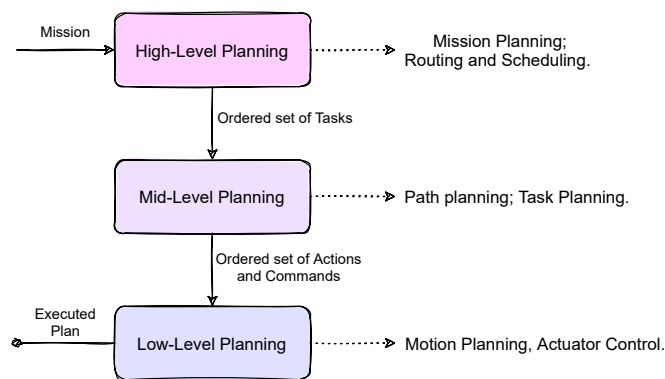 Mission
High-Level Planning
Mission Planning;
Routing and Scheduling.
Ordered set of Tasks
Mid-Level Planning
Path planning; Task Planning.
Ordered set of Actions
and Commands
Executed
Plan
Low-Level Planning
Motion Planning, Actuator Control.